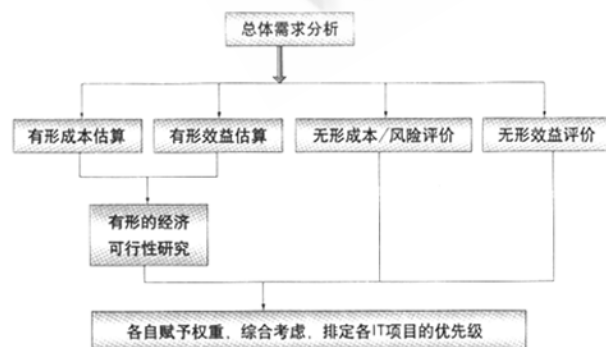 总体需求分析
有形成本估算
有形效益估算
无形成本/风险评价
无形效益评价
有形的经济
可行性研究
各自赋予权重，综合考虑，排定各IT项目的优先级